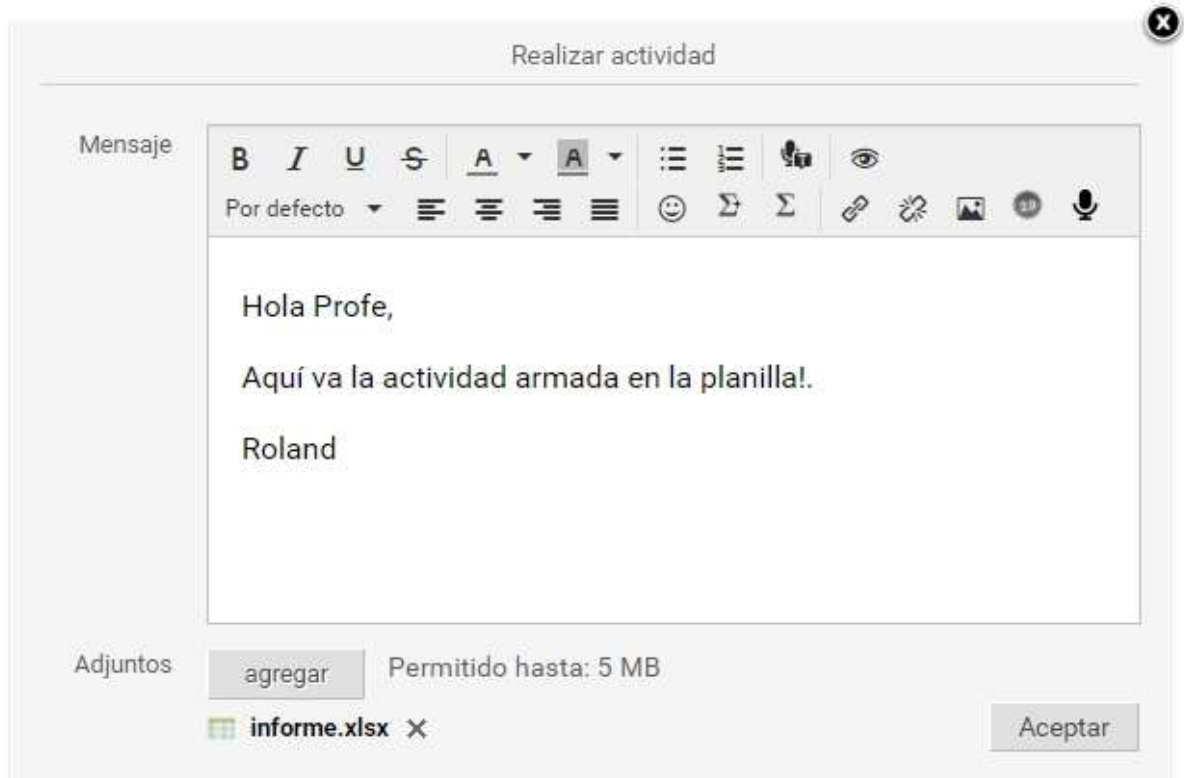 Realizar actividad
Mensaje
B I U S A A
Por defecto
Hola Profe,
Aquí va la actividad armada en la planilla!.
Roland
Adjuntos
agregar
Permitido hasta: 5 MB
informe.xlsx
Aceptar